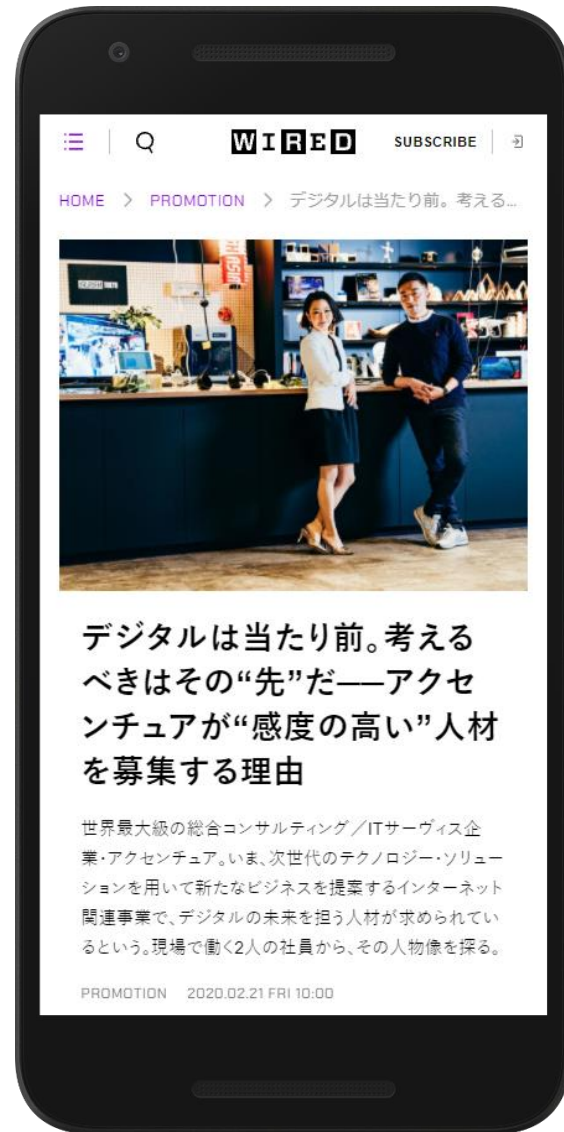 WIRED
SUBSCRIBE
HOME > PROMOTION > デジタルは当たり前。考える...
デジタルは当たり前。考える
べきはその“先”だ——アクセ
ンチュアが“感度の高い”人材
を募集する理由
世界最大級の総合コンサルティング／ITサーヴィス企
業・アクセンチュア。いま、次世代のテクノロジー・ソリュー
ションを用いて新たなビジネスを提案するインターネット
関連事業で、デジタルの未来を担う人材が求められてい
るという。現場で働く2人の社員から、その人物像を探る。
PROMOTION 2020.02.21 FRI 10:00